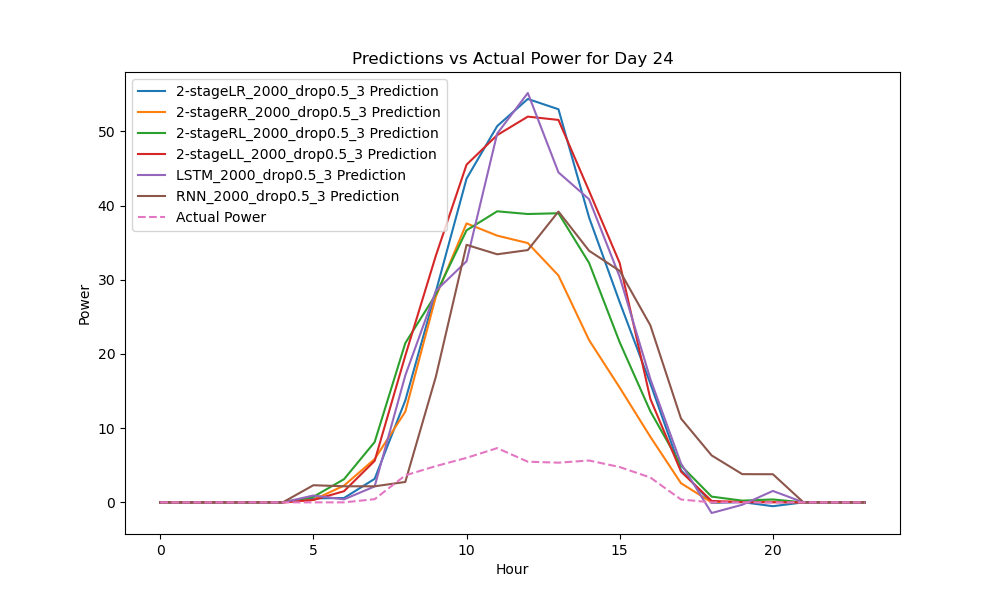 Predictions vs Actual Power for Day 24
2-stageLR_2000_drop0.5_3 Prediction
2-stageRR_2000_drop0.5_3 Prediction
2-stageRL_2000_drop0.5_3 Prediction
2-stageLL_2000_drop0.5_3 Prediction
LSTM_2000_drop0.5_3 Prediction
RNN_2000_drop0.5_3 Prediction
Actual Power
50
40
30
20
10
0
Power
0 5 10 15 20
Hour